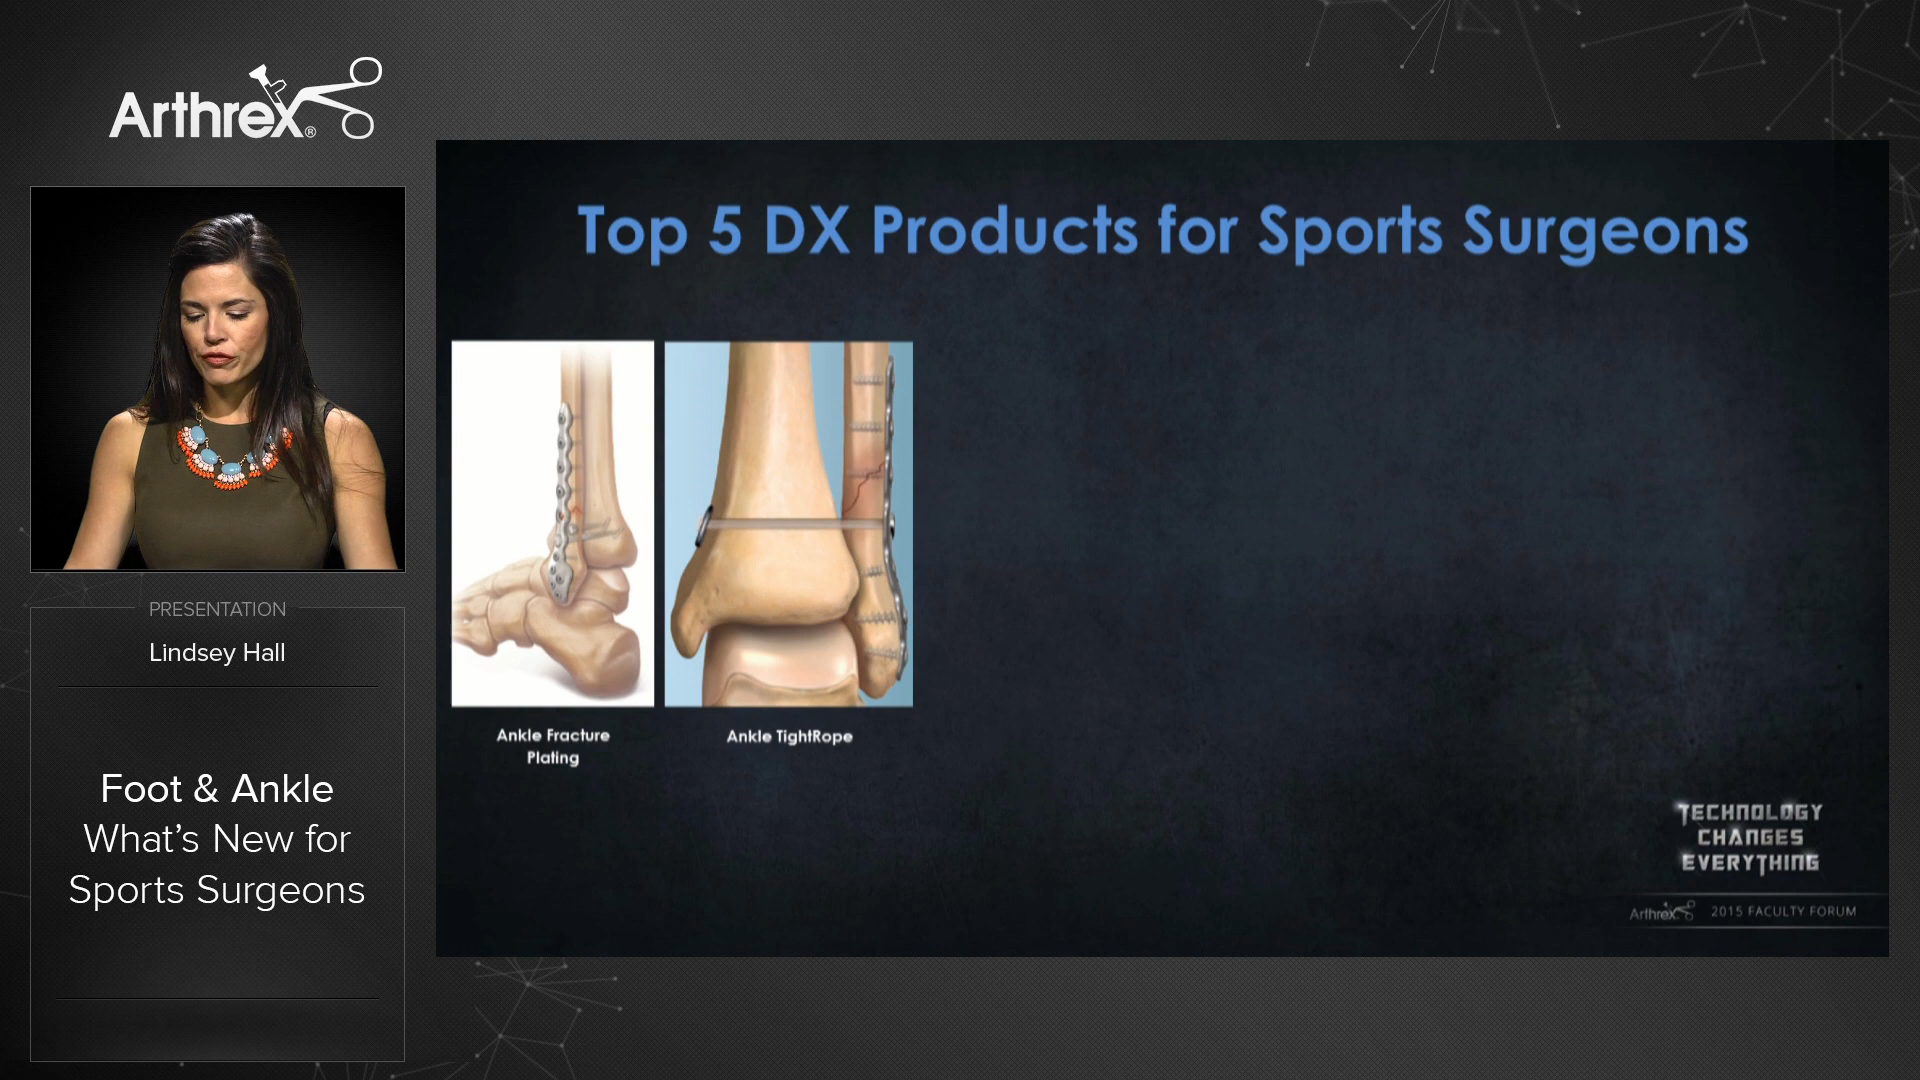 Arthrex®
Top 5 DX Products for Sports Surgeons
PRESENTATION
Lindsey Hall
Foot & Ankle
What's New for
Sports Surgeons
Ankle Fracture
Plating
Ankle TightRope
TECHNOLOGY
CHANGES
EVERYTHING
Arthrex 2015 FACULTY FORUM